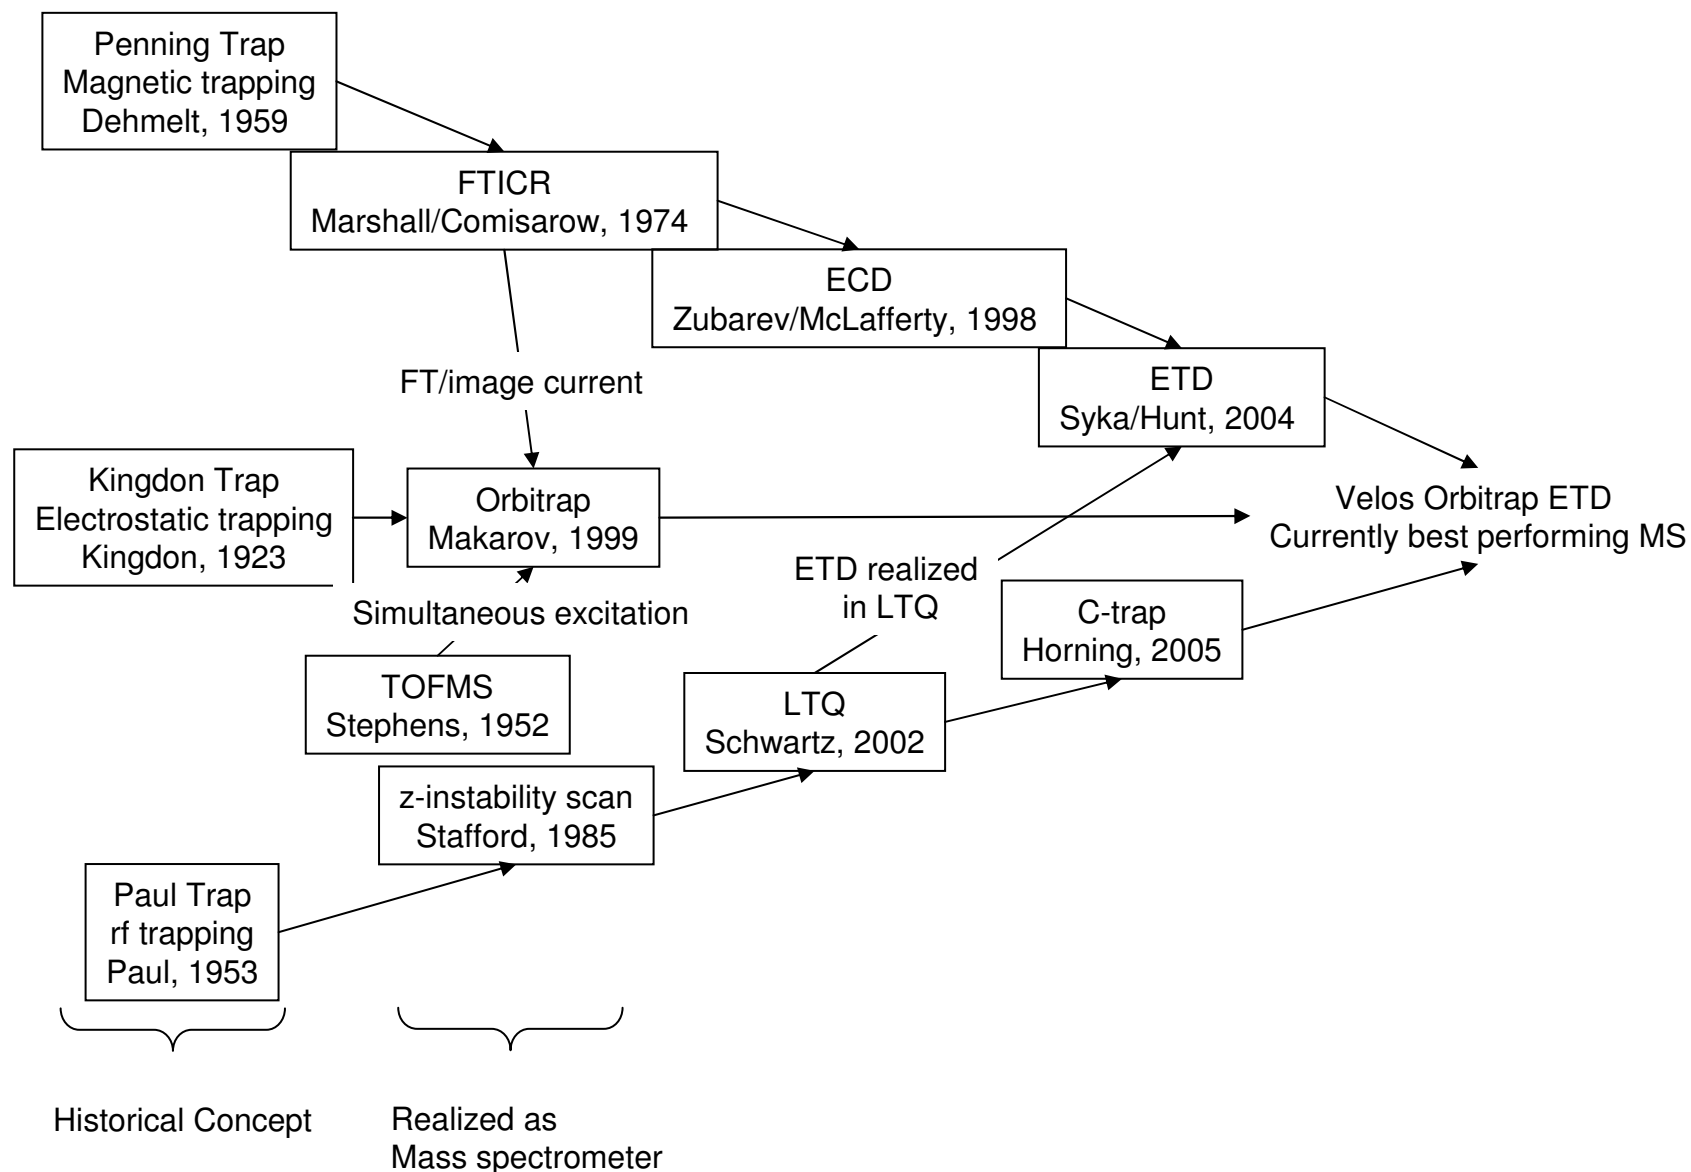 Penning Trap
Magnetic trapping
Dehmelt, 1959
FTICR
Marshall/Comisarow, 1974
ECD
Zubarev/McLafferty, 1998
ETD
Syka/Hunt, 2004
FT/image current
Kingdon Trap
Electrostatic trapping
Kingdon, 1923
Orbitrap
Makarov, 1999
Velos Orbitrap ETD
Currently best performing MS
Simultaneous excitation
ETD realized
in LTQ
C-trap
Horning, 2005
TOFMS
Stephens, 1952
LTQ
Schwartz, 2002
z-instability scan
Stafford, 1985
Paul Trap
rf trapping
Paul, 1953
Historical Concept
Realized as
Mass spectrometer